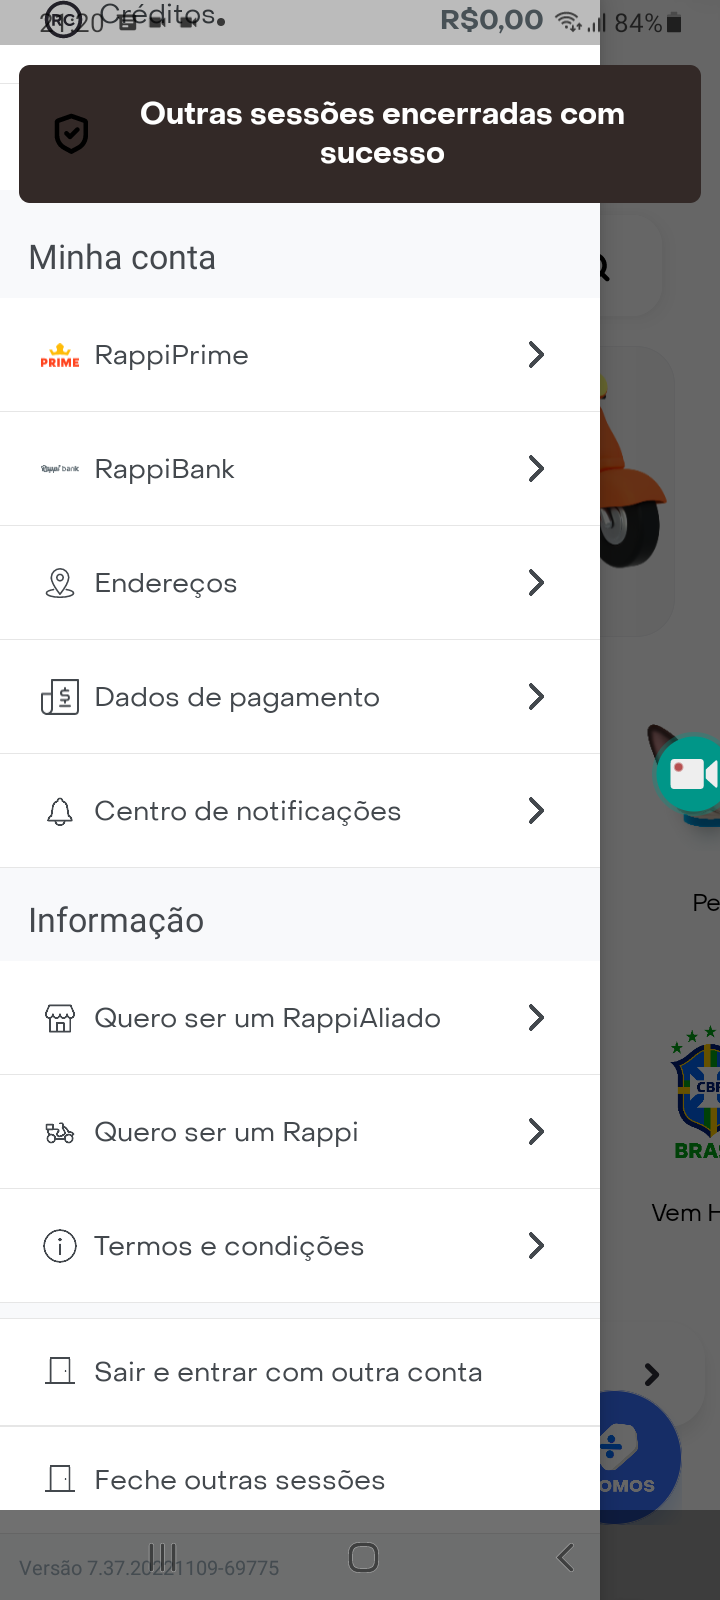 21:20
RC Créditos R$0,00 84%
Outras sessões encerradas com
sucesso
Minha conta
PRIME RappiPrime
Rappi bank RappiBank
Endereços
$ Dados de pagamento
Centro de notificações
Pe
Informação
Quero ser um RappiAliado
CBF
Quero ser um Rappi
BRAS
Vem H
Termos e condições
Sair e entrar com outra conta
Feche outras sessões
OMOS
Versão 7.37.20221109-69775